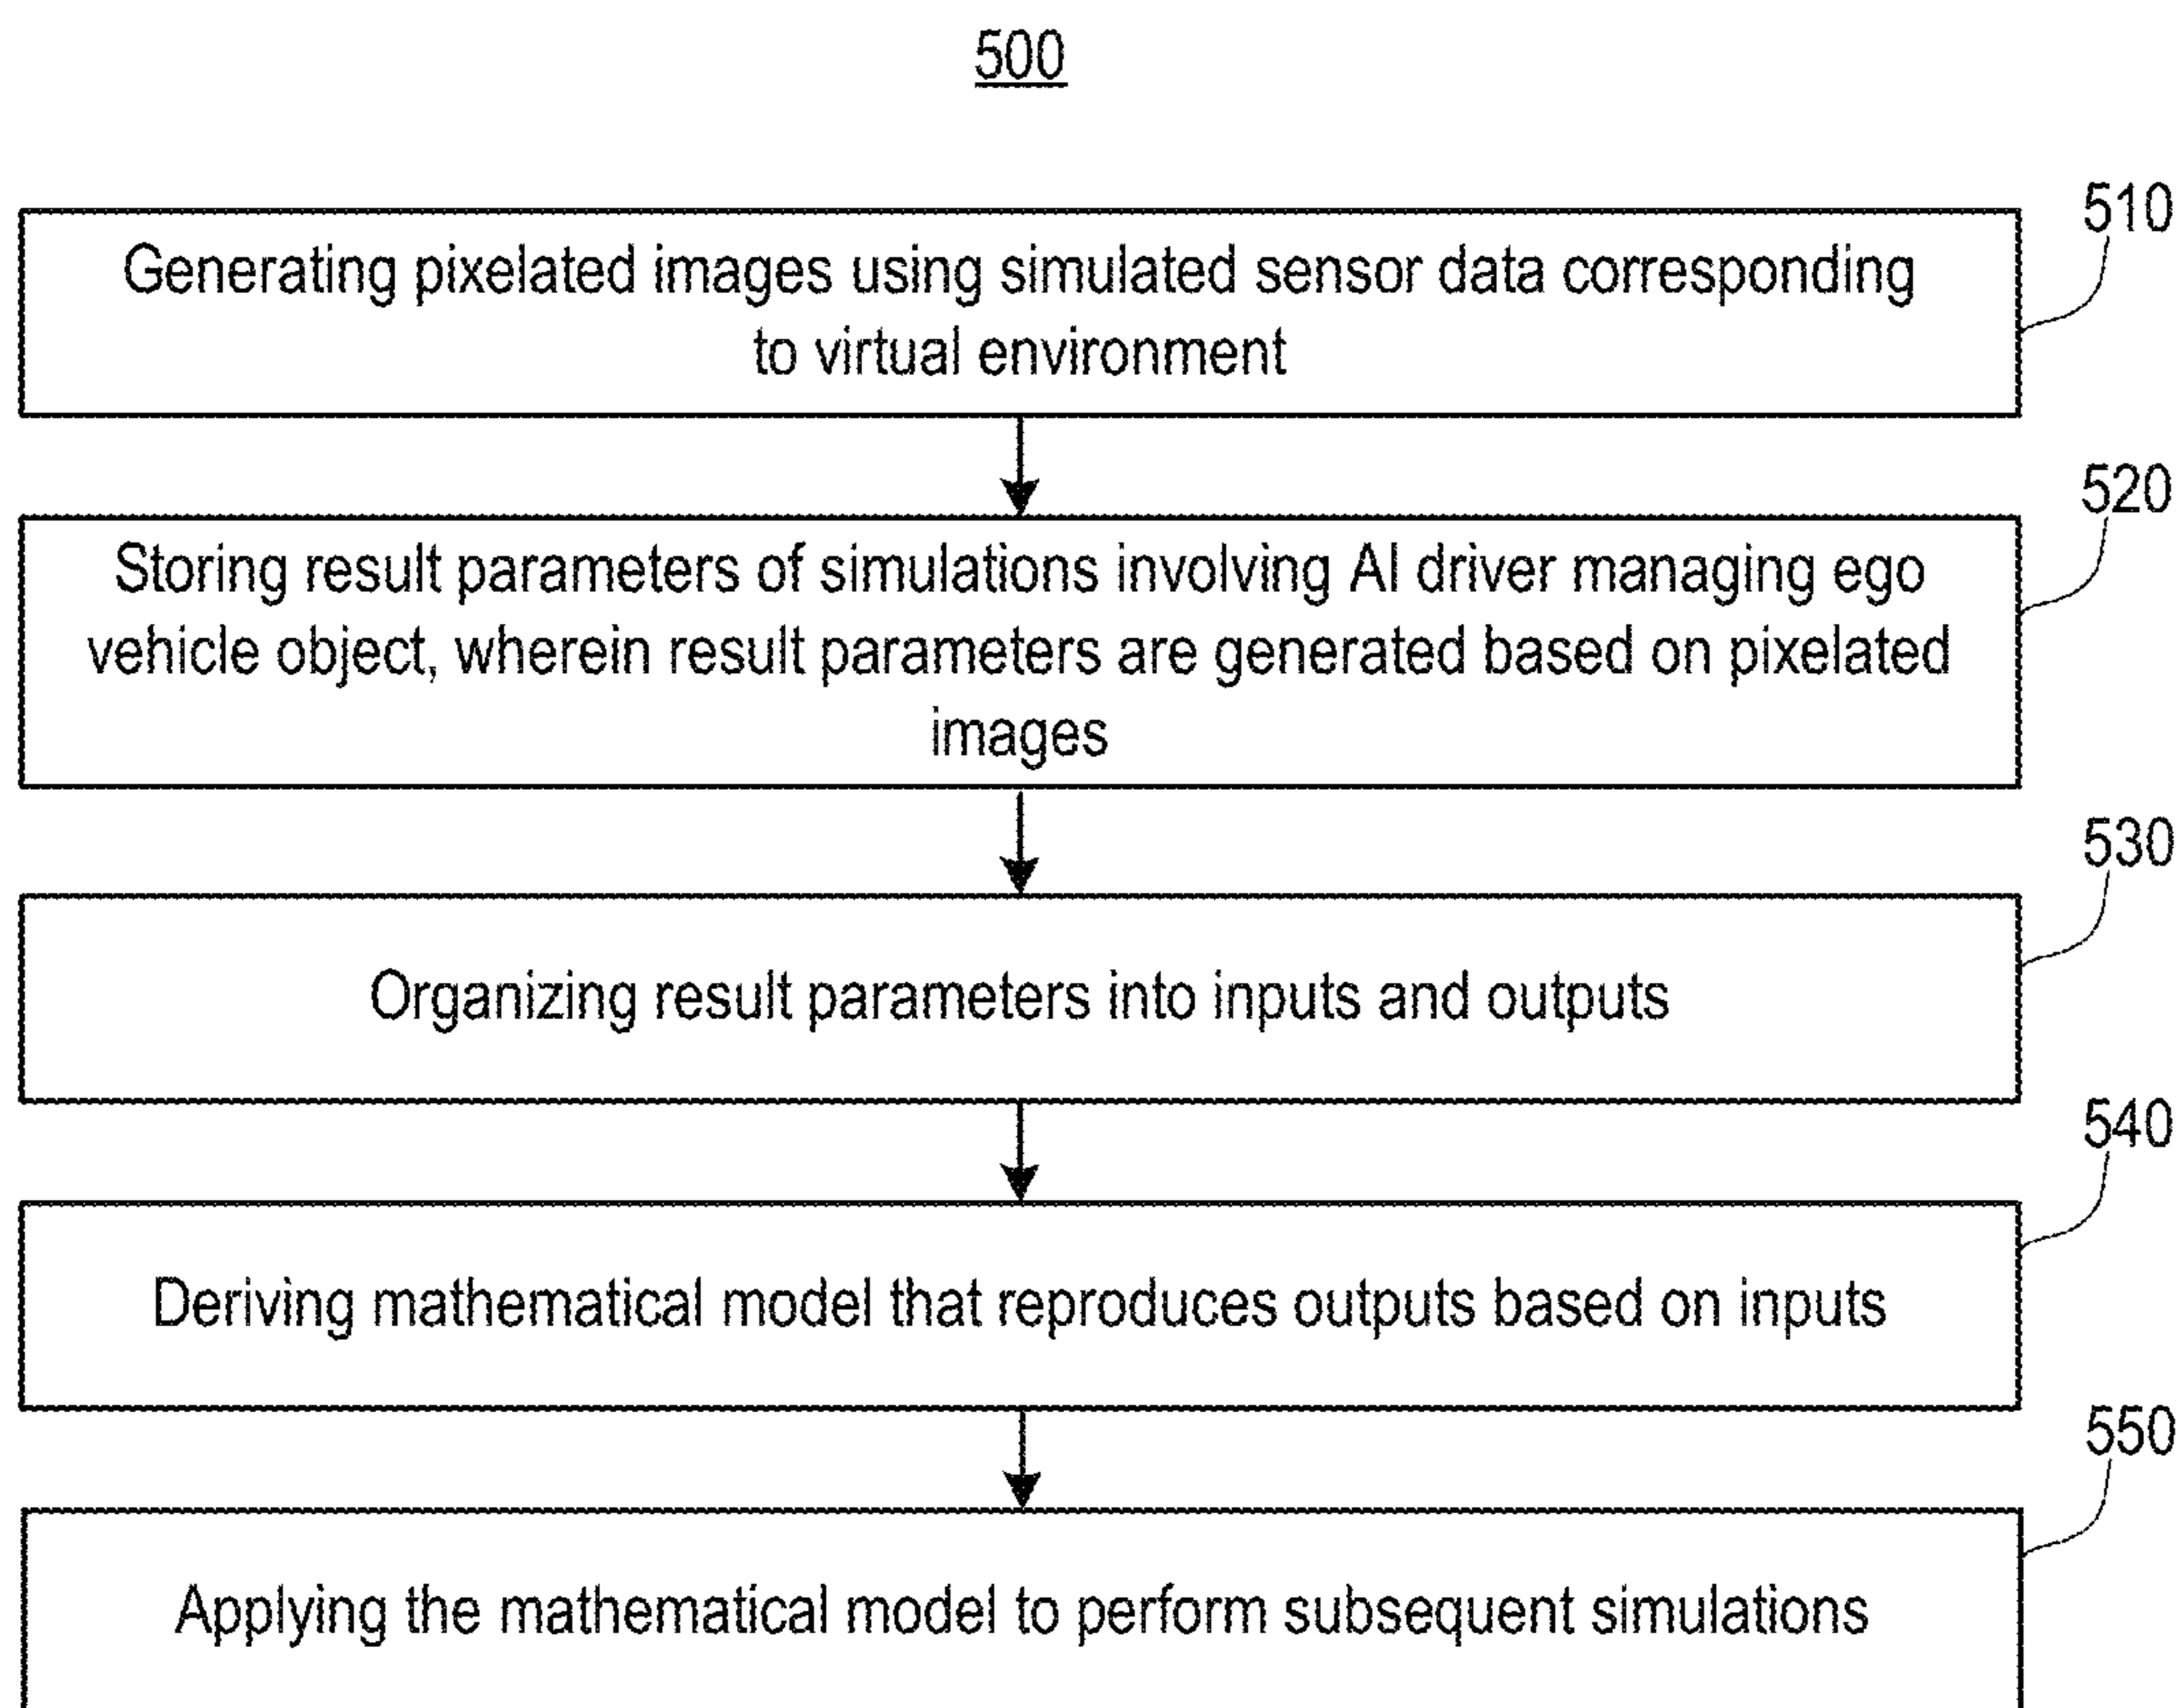 500
510
Generating pixelated images using simulated sensor data corresponding
to virtual environment
520
Storing result parameters of simulations involving AI driver managing ego
vehicle object, wherein result parameters are generated based on pixelated
images
530
Organizing result parameters into inputs and outputs
540
Deriving mathematical model that reproduces outputs based on inputs
550
Applying the mathematical model to perform subsequent simulations